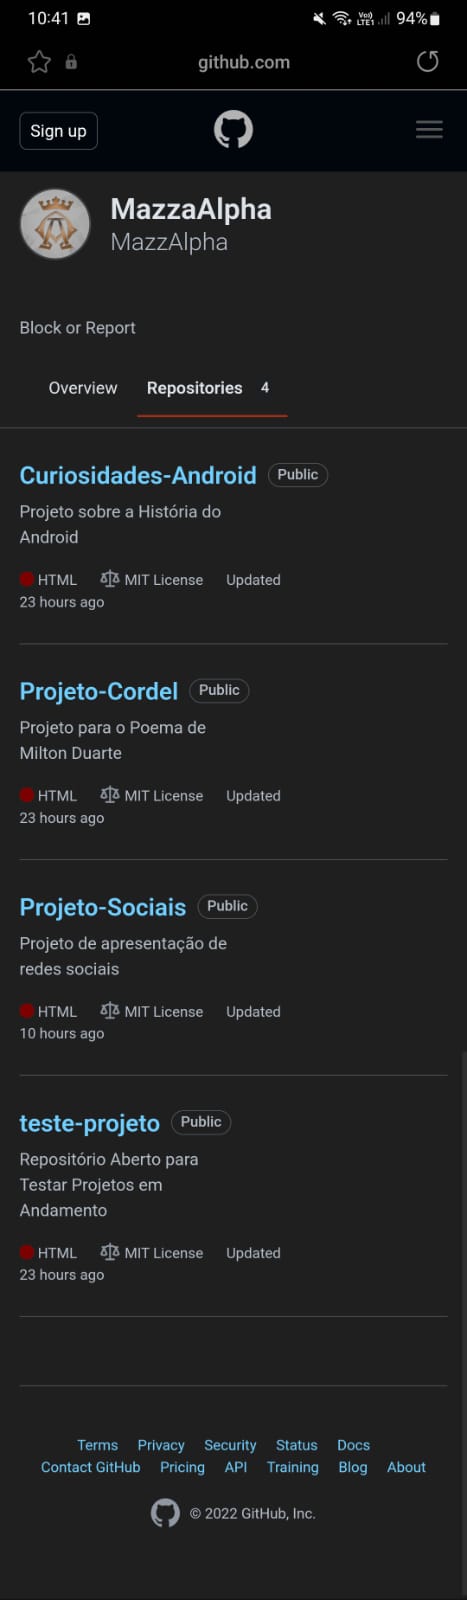 10:41 Vo)) LTE1 94%
github.com
Sign up
MazzaAlpha
MazzAlpha
Block or Report
Overview Repositories 4
Curiosidades-Android Public
Projeto sobre a História do
Android
HTML MIT License Updated
23 hours ago
Projeto-Cordel Public
Projeto para o Poema de
Milton Duarte
HTML MIT License Updated
23 hours ago
Projeto-Sociais Public
Projeto de apresentação de
redes sociais
HTML MIT License Updated
10 hours ago
teste-projeto Public
Repositório Aberto para
Testar Projetos em
Andamento
HTML MIT License Updated
23 hours ago
Terms Privacy Security Status Docs
Contact GitHub Pricing API Training Blog About
© 2022 GitHub, Inc.